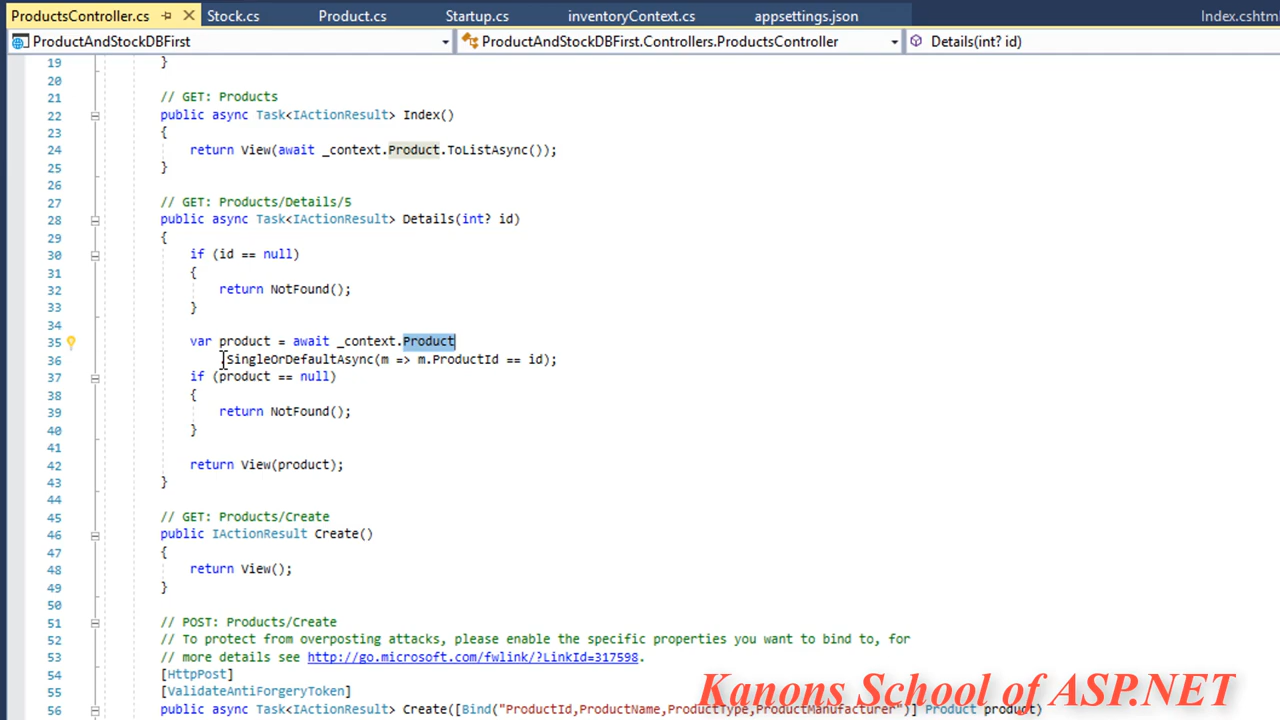 ProductsController.cs Stock.cs Product.cs Startup.cs inventoryContext.cs appsettings.json Index.cshtm
ProductAndStockDBFirst ProductAndStockDBFirst.Controllers.ProductsController Details(int? id)
19 }
20
21 // GET: Products
22 public async Task<IActionResult> Index()
23 {
24 return View(await _context.Product.ToListAsync());
25 }
26
27 // GET: Products/Details/5
28 public async Task<IActionResult> Details(int? id)
29 {
30 if (id == null)
31 {
32 return NotFound();
33 }
34
35 var product = await _context.Product
36 .SingleOrDefaultAsync(m => m.ProductId == id);
37 if (product == null)
38 {
39 return NotFound();
40 }
41
42 return View(product);
43 }
44
45 // GET: Products/Create
46 public IActionResult Create()
47 {
48 return View();
49 }
50
51 // POST: Products/Create
52 // To protect from overposting attacks, please enable the specific properties you want to bind to, for
53 // more details see http://go.microsoft.com/fwlink/?LinkId=317598.
54 [HttpPost]
55 [ValidateAntiForgeryToken]
56 public async Task<IActionResult> Create([Bind("ProductId,ProductName,ProductType,ProductManufacturer")] Product product)
Kanons School of ASP.NET